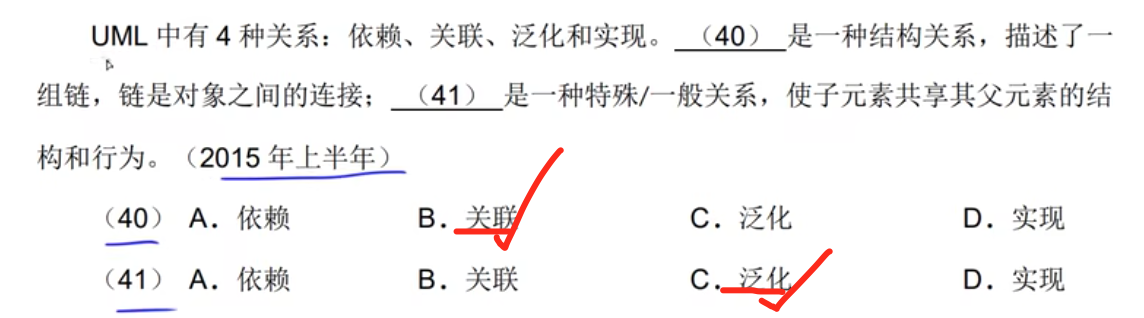 UML 中有 4 种关系：依赖、关联、泛化和实现。（40）是一种结构关系，描述了一
组链，链是对象之间的连接；（41）是一种特殊/一般关系，使子元素共享其父元素的结
构和行为。（2015 年上半年）
（40） A．依赖 B．关联 C．泛化 D．实现
（41） A．依赖 B．关联 C．泛化 D．实现